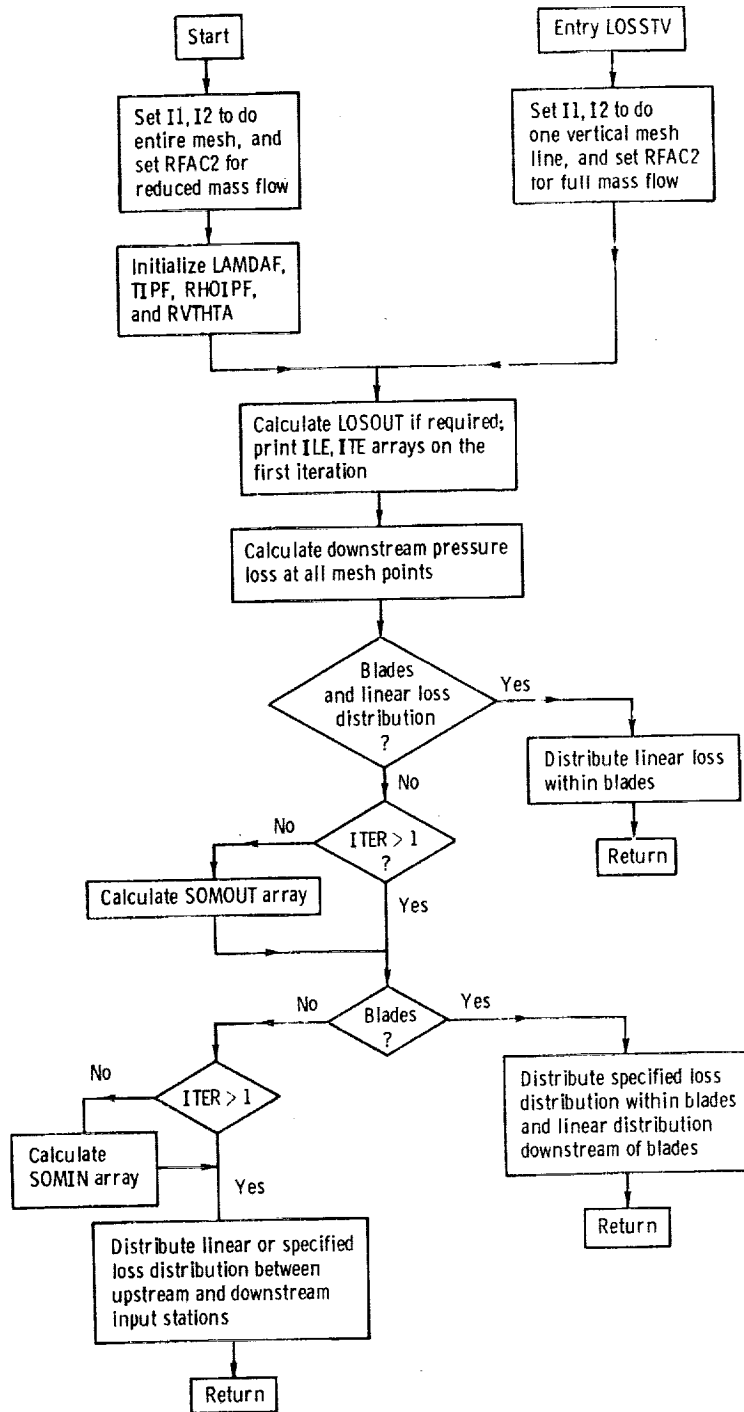 Start
Entry LOSSTV
Set I1, I2 to do
entire mesh, and
set RFAC2 for
reduced mass flow
Set I1, I2 to do
one vertical mesh
line, and set RFAC2
for full mass flow
Initialize LAMDAF,
TIPF, RHOIPF,
and RVTHTA
Calculate LOSOUT if required;
print ILE, ITE arrays on the
first iteration
Calculate downstream pressure
loss at all mesh points
Blades
and linear loss
distribution
?
Yes
Distribute linear loss
within blades
Return
No
ITER > 1
?
No
Calculate SOMOUT array
Yes
Blades
?
No
Yes
Distribute specified loss
distribution within blades
and linear distribution
downstream of blades
Return
ITER > 1
No
Calculate
SOMIN array
Yes
Distribute linear or specified
loss distribution between
upstream and downstream
input stations
Return